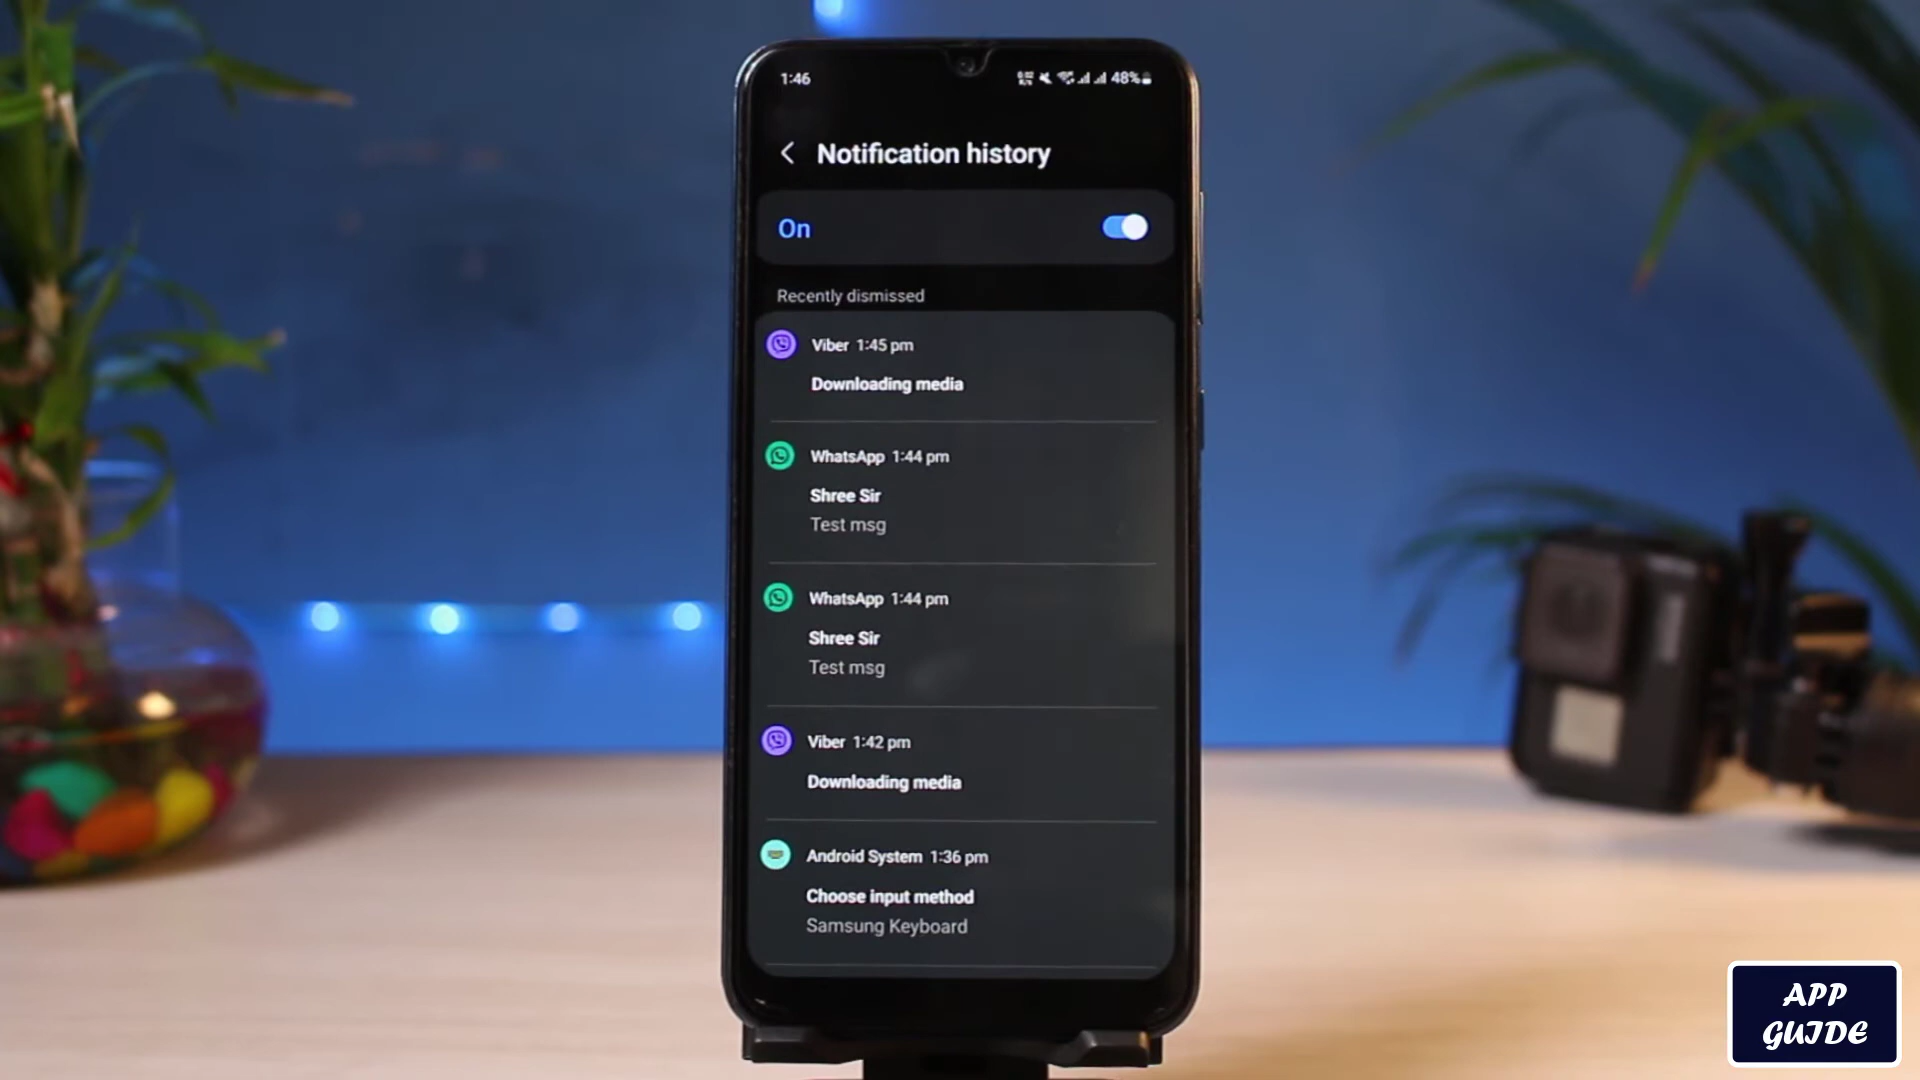 1:46
48%
Notification history
On
Recently dismissed
Viber 1:45 pm
Downloading media
WhatsApp 1:44 pm
Shree Sir
Test msg
WhatsApp 1:44 pm
Shree Sir
Test msg
Viber 1:42 pm
Downloading media
Android System 1:36 pm
Choose input method
Samsung Keyboard
APP
GUIDE